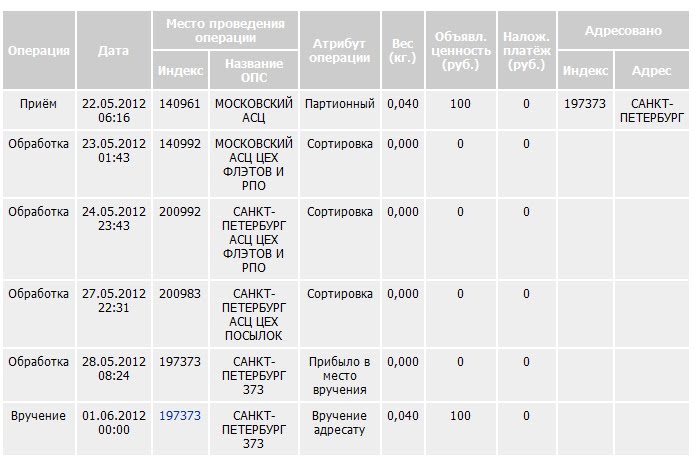 Операция Дата Место проведения операции Атрибут операции Вес (кг.) Объявл. ценность (руб.) Налож. платёж (руб.) Адресовано
Индекс Название ОПС Индекс Адрес
Приём 22.05.2012 06:16 140961 МОСКОВСКИЙ АСЦ Партионный 0,040 100 0 197373 САНКТ-ПЕТЕРБУРГ
Обработка 23.05.2012 01:43 140992 МОСКОВСКИЙ АСЦ ЦЕХ ФЛЭТОВ И РПО Сортировка 0,000 0 0
Обработка 24.05.2012 23:43 200992 САНКТ-ПЕТЕРБУРГ АСЦ ЦЕХ ФЛЭТОВ И РПО Сортировка 0,000 0 0
Обработка 27.05.2012 22:31 200983 САНКТ-ПЕТЕРБУРГ АСЦ ЦЕХ ПОСЫЛОК Сортировка 0,000 0 0
Обработка 28.05.2012 08:24 197373 САНКТ-ПЕТЕРБУРГ 373 Прибыло в место вручения 0,000 0 0
Вручение 01.06.2012 00:00 197373 САНКТ-ПЕТЕРБУРГ 373 Вручение адресату 0,040 100 0